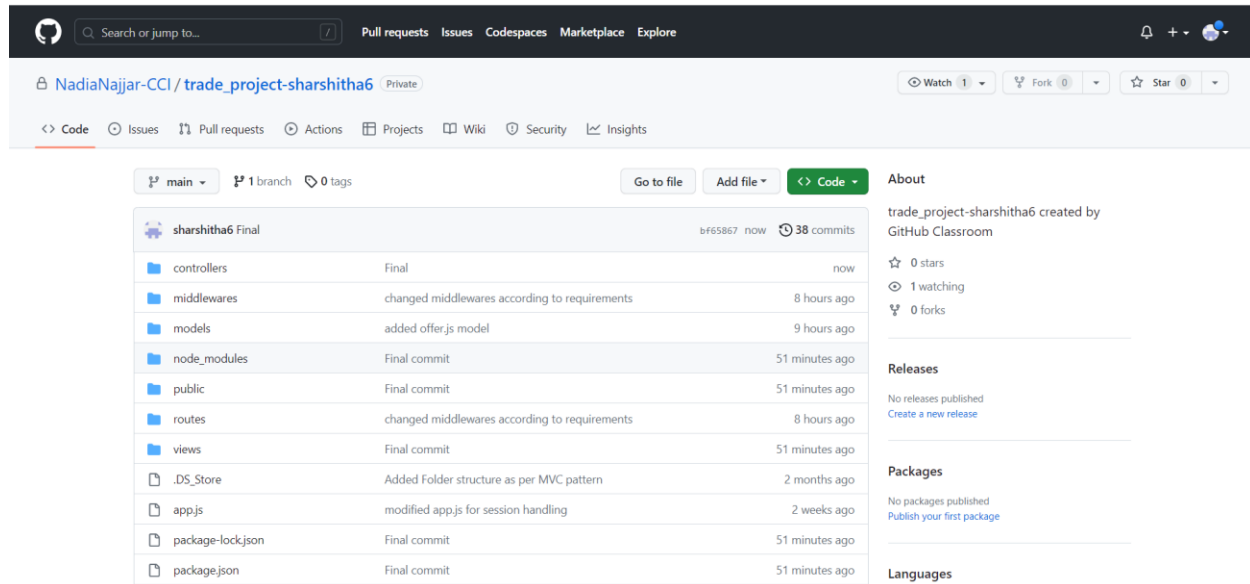 Search or jump to... / Pull requests Issues Codespaces Marketplace Explore
NadiaNajjar-CCI / trade_project-sharshitha6 Private Watch 1 Fork 0 Star 0
<> Code Issues Pull requests Actions Projects Wiki Security Insights
main 1 branch 0 tags Go to file Add file <> Code
About
trade_project-sharshitha6 created by
GitHub Classroom
0 stars
1 watching
0 forks
sharshitha6 Final bf65867 now 38 commits
controllers Final now
middlewares changed middlewares according to requirements 8 hours ago
models added offer.js model 9 hours ago
node_modules Final commit 51 minutes ago
public Final commit 51 minutes ago
routes changed middlewares according to requirements 8 hours ago
views Final commit 51 minutes ago
.DS_Store Added Folder structure as per MVC pattern 2 months ago
app.js modified app.js for session handling 2 weeks ago
package-lock.json Final commit 51 minutes ago
package.json Final commit 51 minutes ago
Releases
No releases published
Create a new release
Packages
No packages published
Publish your first package
Languages